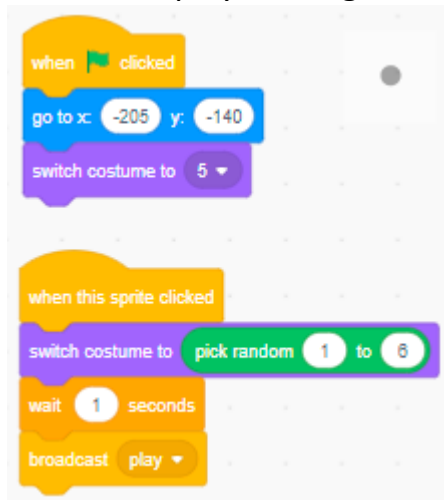 when clicked
go to x: -205 y: -140
switch costume to 5
when this sprite clicked
switch costume to pick random 1 to 6
wait 1 seconds
broadcast play